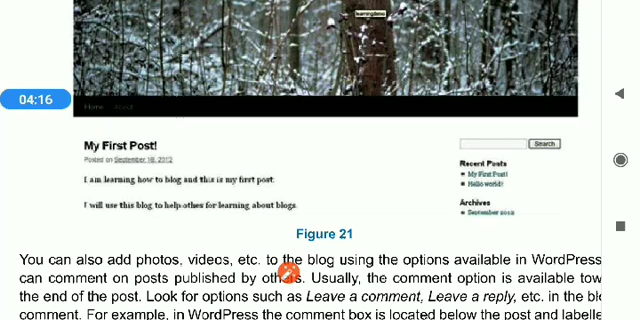 learningdemo
04:16
Home About
My First Post!
Posted on September 18, 2012
I am learning how to blog and this is my first post.
I will use this blog to help othes for learning about blogs.
Search
Recent Posts
My First Post!
Hello world!
Archives
September 2012
Figure 21
You can also add photos, videos, etc. to the blog using the options available in WordPress
can comment on posts published by others. Usually, the comment option is available tow
the end of the post. Look for options such as Leave a comment, Leave a reply, etc. in the blo
comment. For example, in WordPress the comment box is located below the post and labelle